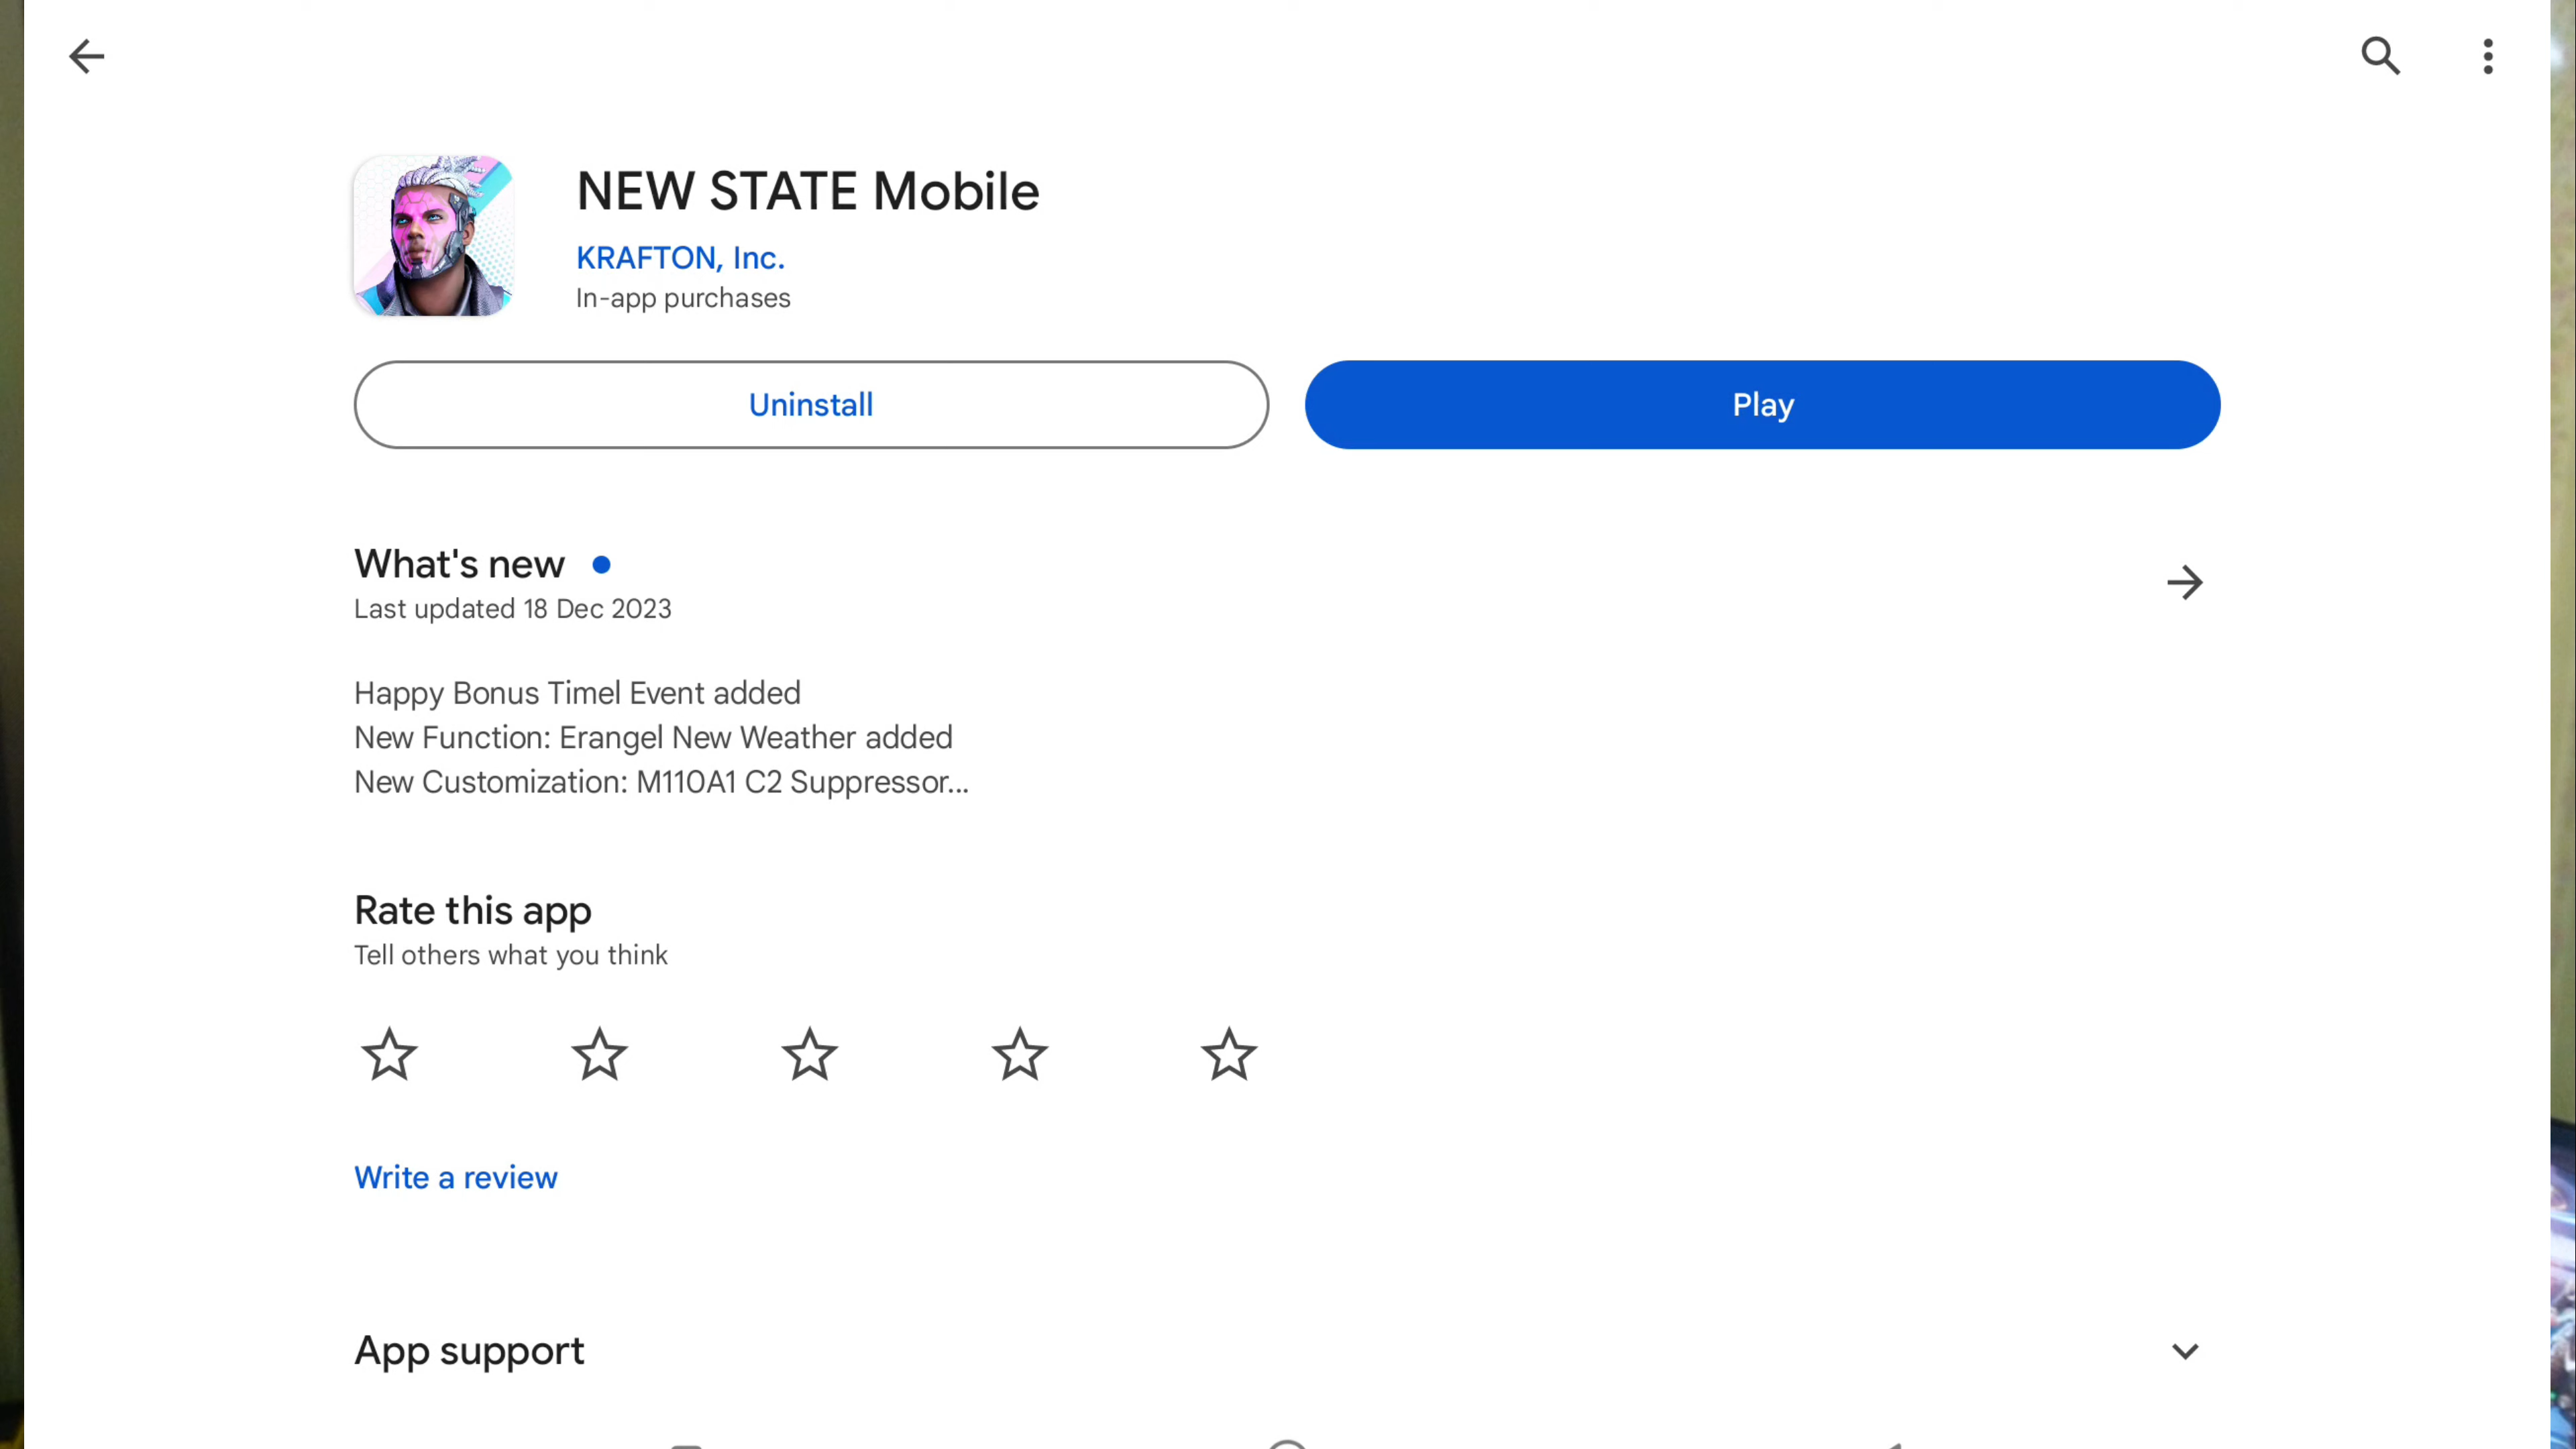 NEW STATE Mobile
KRAFTON, Inc.
In-app purchases
Uninstall
Play
What's new
Last updated 18 Dec 2023
Happy Bonus Timel Event added
New Function: Erangel New Weather added
New Customization: M110A1 C2 Suppressor...
Rate this app
Tell others what you think
Write a review
App support